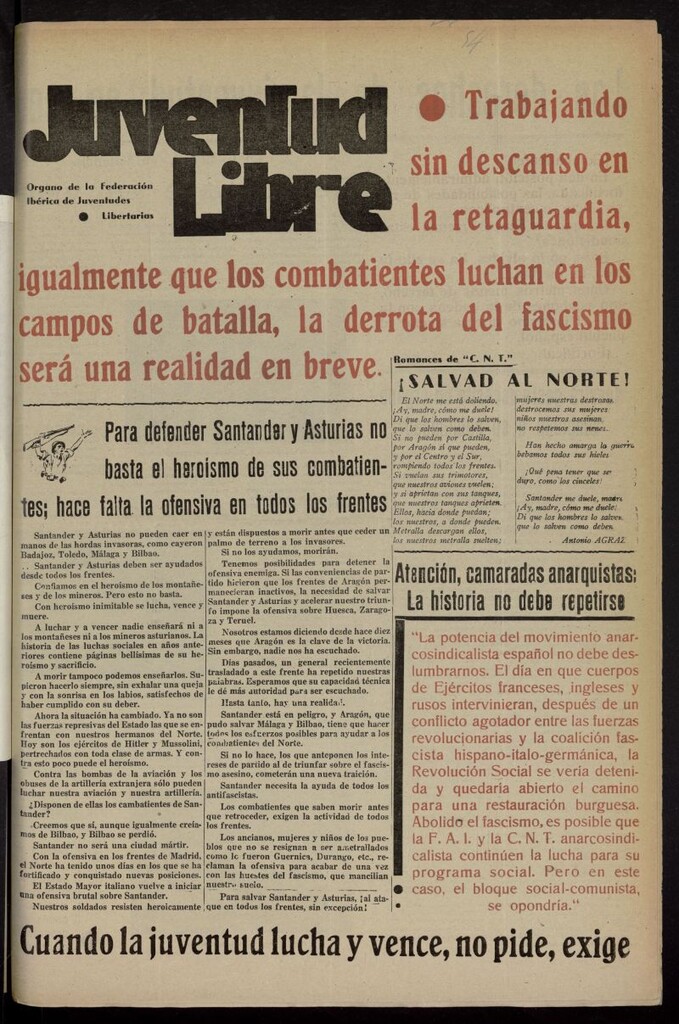 Juventud
Libre
Organo de la Federación
Ibérica de Juventudes
● Libertarias
● Trabajando
sin descanso en
la retaguardia,
igualmente que los combatientes luchan en los
campos de batalla, la derrota del fascismo
será una realidad en breve.
Para defender Santander y Asturias no
basta el heroismo de sus combatien-
tes; hace falta la ofensiva en todos los frentes
Santander y Asturias no pueden caer en
manos de las hordas invasoras, como cayeron
Badajoz, Toledo, Málaga y Bilbao.
Santander y Asturias deben ser ayudados
desde todos los frentes.
Confiamos en el heroísmo de los montañe-
ses y de los mineros. Pero esto no basta.
Con heroísmo inimitable se lucha, vence y
muere.
A luchar y a vencer nadie enseñará ni a
los montañeses ni a los mineros asturianos. La
historia de las luchas sociales en años ante-
riores contiene páginas bellísimas de su he-
roísmo y sacrificio.
A morir tampoco podemos enseñarles. Su-
pieron hacerlo siempre, sin exhalar una queja
y con la sonrisa en los labios, satisfechos de
haber cumplido con su deber.
Ahora la situación ha cambiado. Ya no son
las fuerzas represivas del Estado las que se en-
frentan con nuestros hermanos del Norte.
Hoy son los ejércitos de Hitler y Mussolini,
pertrechados con toda clase de armas. Y con-
tra esto poco puede el heroísmo.
Contra las bombas de la aviación y los
obuses de la artillería extranjera sólo pueden
luchar nuestra aviación y nuestra artillería.
¿Disponen de ellas los combatientes de San-
tander?
Creemos que sí, aunque igualmente creía-
mos de Bilbao, y Bilbao se perdió.
Santander no será una ciudad mártir.
Con la ofensiva en los frentes de Madrid,
el Norte ha tenido unos días en los que se ha
fortificado y conquistado nuevas posiciones.
El Estado Mayor italiano vuelve a iniciar
una ofensiva brutal sobre Santander.
Nuestros soldados resisten heroicamente
y están dispuestos a morir antes que ceder un
palmo de terreno a los invasores.
Si no los ayudamos, morirán.
Tenemos posibilidades para detener la
ofensiva enemiga. Si las conveniencias de par-
tido hicieron que los frentes de Aragón per-
manecieran inactivos, la necesidad de salvar
Santander y Asturias y acelerar nuestro triun-
fo impone la ofensiva sobre Huesca, Zarago-
za y Teruel.
Nosotros estamos diciendo desde hace diez
meses que Aragón es la clave de la victoria.
Sin embargo, nadie nos ha escuchado.
Días pasados, un general recientemente
trasladado a este frente ha repetido nuestras
palabras. Esperamos que su capacidad técnica
le dé más autoridad para ser escuchado.
Hasta tanto, hay una realidad.
Santander está en peligro, y Aragón, que
pudo salvar Málaga y Bilbao, tiene que hacer
todos los esfuerzos posibles para ayudar a los
combatientes del Norte.
Si no lo hace, los que anteponen los inte-
reses de partido al de triunfar sobre el fascis-
mo asesino, cometerán una nueva traición.
Santander necesita la ayuda de todos los
antifascistas.
Los combatientes que saben morir antes
que retroceder, exigen la actividad de todos
los frentes.
Los ancianos, mujeres y niños de los pue-
blos que no se resignan a ser ametrallados
como lo fueron Guernica, Durango, etc., re-
claman la ofensiva para acabar de una vez
con las huestes del fascismo, que mancillan
nuestro suelo.
Para salvar Santander y Asturias, ¡al ata-
que en todos los frentes, sin excepción!
Romances de "C. N. T."
¡SALVAD AL NORTE!
El Norte me está doliendo.
¡Ay, madre, cómo me duele!
Di que los hombres lo salven,
que lo salven como deben.
Si no pueden por Castilla,
por Aragón sí que pueden,
y por el Centro y el Sur,
rompiendo todos los frentes.
Si vuelan sus trimotores,
que nuestros aviones vuelen;
y si aprietan con sus tanques,
que nuestros tanques aprieten.
Ellos, hacia donde puedan;
los nuestros, a donde pueden.
Metralla descargan ellos,
los nuestros metralla suelten;
mujeres nuestras destrozan,
destrocemos sus mujeres
niños nuestros asesinan,
no respetemos sus nenes.
Han hecho amarga la guerra
bebamos todos sus hieles
¡Qué pena tener que ser
duro, como los cinceles!
Santander me duele, madre
¡Ay, madre, cómo me duele!
Di que los hombres lo salven
que lo salven como deben.
Antonio AGRAZ
Atención, camaradas anarquistas:
La historia no debe repetirse
"La potencia del movimiento anar-
cosindicalista español no debe des-
lumbrarnos. El día en que cuerpos
de Ejércitos franceses, ingleses y
rusos intervinieran, después de un
conflicto agotador entre las fuerzas
revolucionarias y la coalición fas-
cista hispano-italo-germánica, la
Revolución Social se vería deteni-
da y quedaría abierto el camino
para una restauración burguesa.
Abolido el fascismo, es posible que
la F. A. I. y la C. N. T. anarcosindi-
calista continúen la lucha para su
programa social. Pero en este
caso, el bloque social-comunista,
se opondría."
Cuando la juventud lucha y vence, no pide, exige